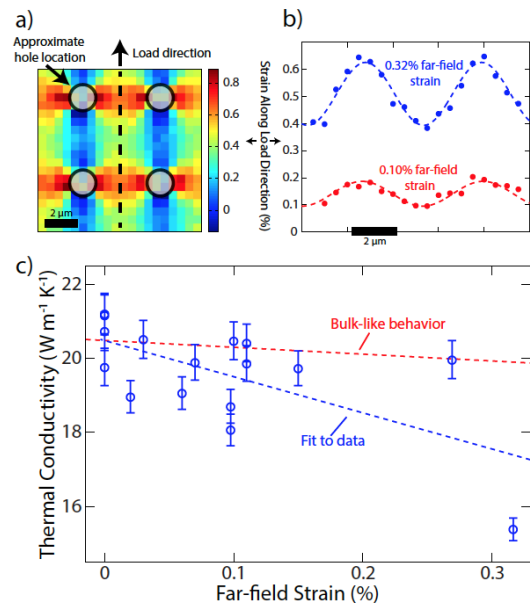 a)
Approximate
hole location
Load direction
2 μm
0.8
0.6
0.4
0.2
0
Strain Along
Load Direction (%)
b)
0.6
0.5
0.4
0.3
0.2
0.1
0
0.32% far-field
strain
0.10% far-field
strain
2 μm
c)
Thermal Conductivity (W m⁻¹ K⁻¹)
22
20
18
16
Bulk-like behavior
Fit to data
0
0.1
0.2
0.3
Far-field Strain (%)